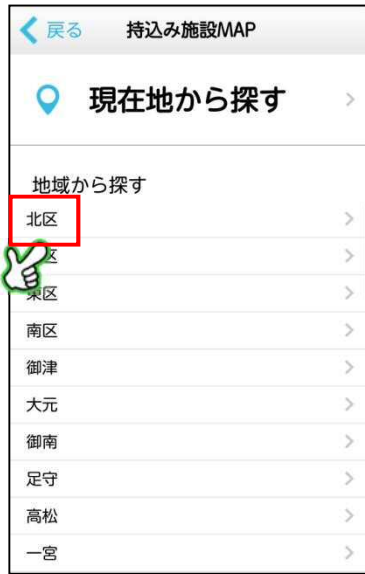 戻る 持込み施設MAP
現在地から探す
地域から探す
北区
区
東区
南区
御津
大元
御南
足守
高松
一宮